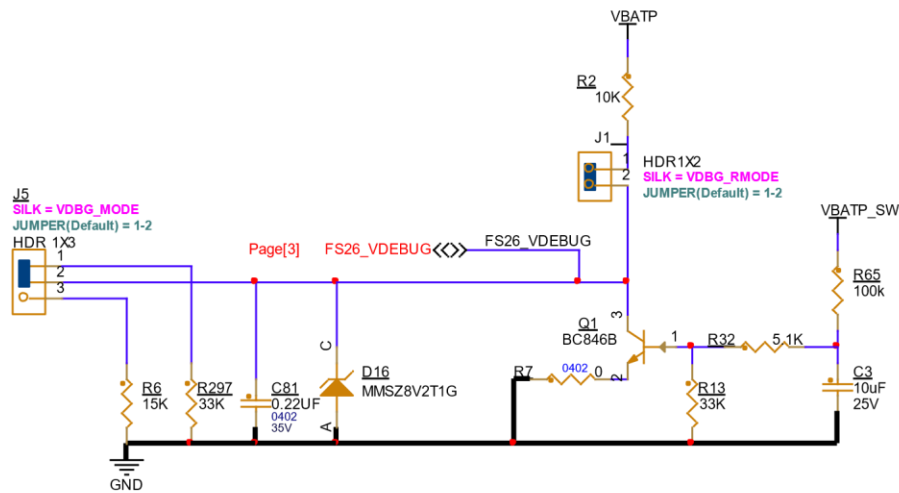 VBATP
R2
10K
J1
1
2
HDR1X2
SILK = VDBG_RMODE
JUMPER(Default) = 1-2
J5
SILK = VDBG_MODE
JUMPER(Default) = 1-2
HDR 1X3
1
2
3
Page[3]
FS26_VDEBUG
FS26_VDEBUG
VBATP_SW
R65
100k
3
Q1
BC846B
1
2
R32
5.1K
C
D16
MMSZ8V2T1G
A
R7
0402
0
R6
15K
R297
33K
C81
0.22UF
0402
35V
R13
33K
C3
10uF
25V
GND